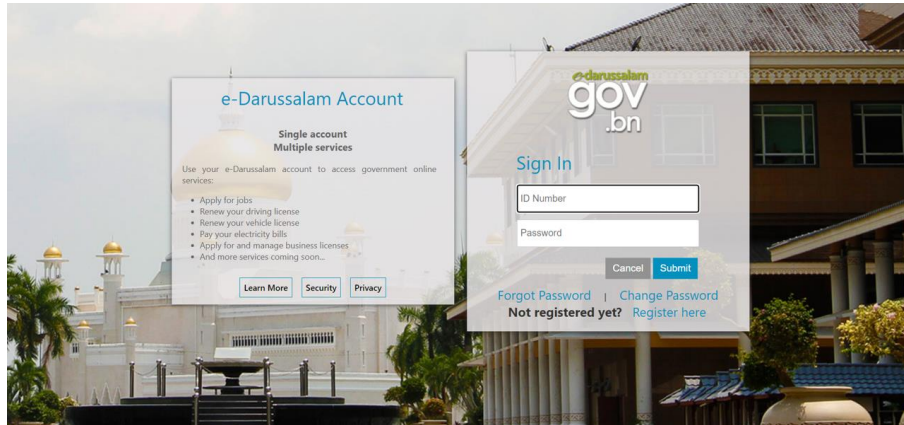 e-Darussalam Account
Single account
Multiple services
Use your e-Darussalam account to access government online
services:
• Apply for jobs
• Renew your driving license
• Renew your vehicle license
• Pay your electricity bills
• Apply for and manage business licenses
• And more services coming soon...
Learn More Security Privacy
e-darussalam
gov
.bn
Sign In
ID Number
Password
Cancel Submit
Forgot Password | Change Password
Not registered yet? Register here